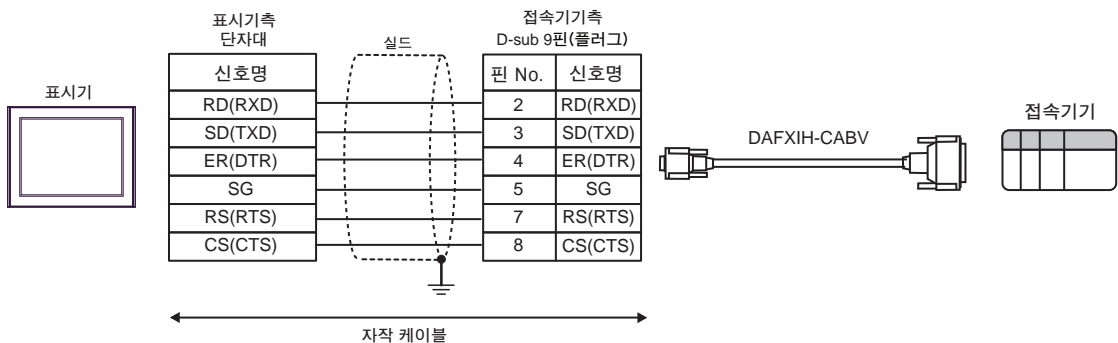 표시기
표시기측
단자대
실드
접속기기측
D-sub 9핀(플러그)
신호명
핀 No. 신호명
RD(RXD) 2 RD(RXD)
SD(TXD) 3 SD(TXD)
ER(DTR) 4 ER(DTR)
SG 5 SG
RS(RTS) 7 RS(RTS)
CS(CTS) 8 CS(CTS)
자작 케이블
DAFXIH-CABV
접속기기